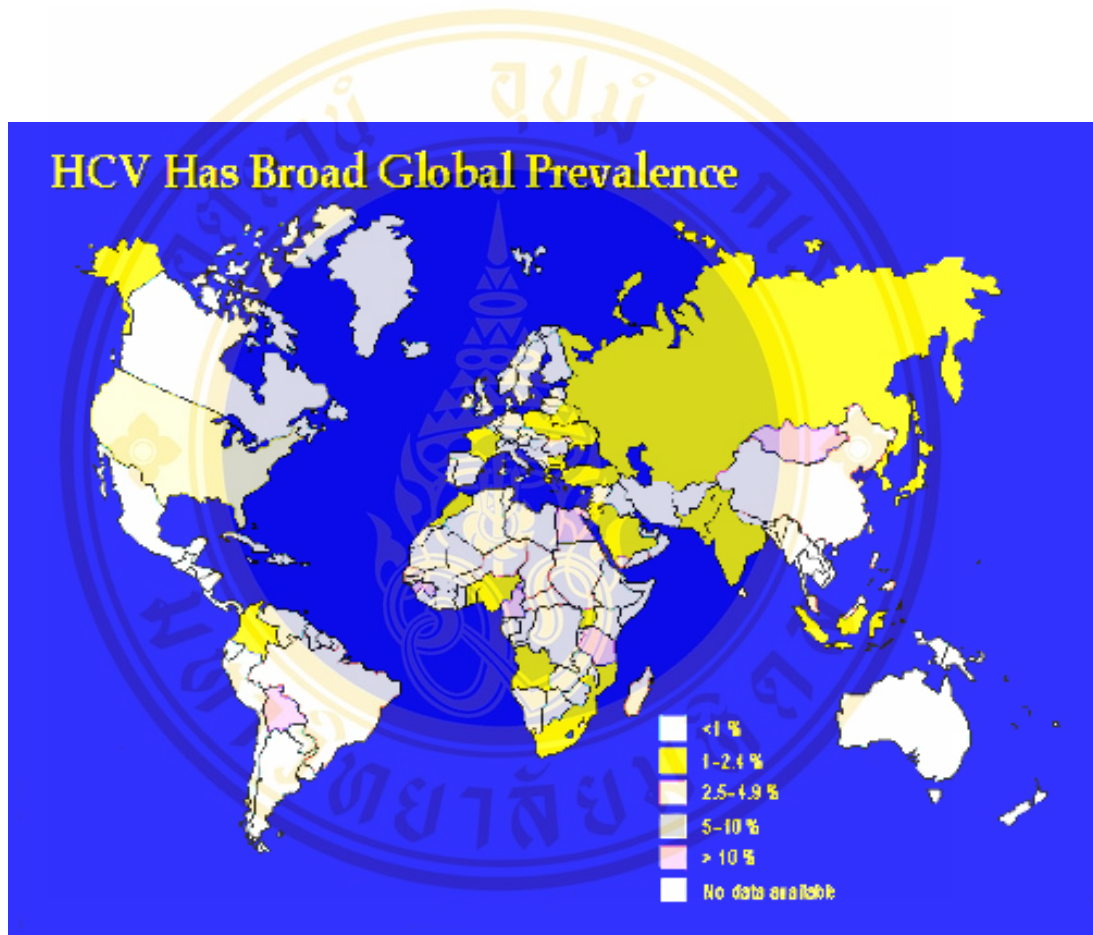 HCV Has Broad Global Prevalence
<1 %
1-2.4 %
2.5-4.9 %
5-10 %
> 10 %
No data available